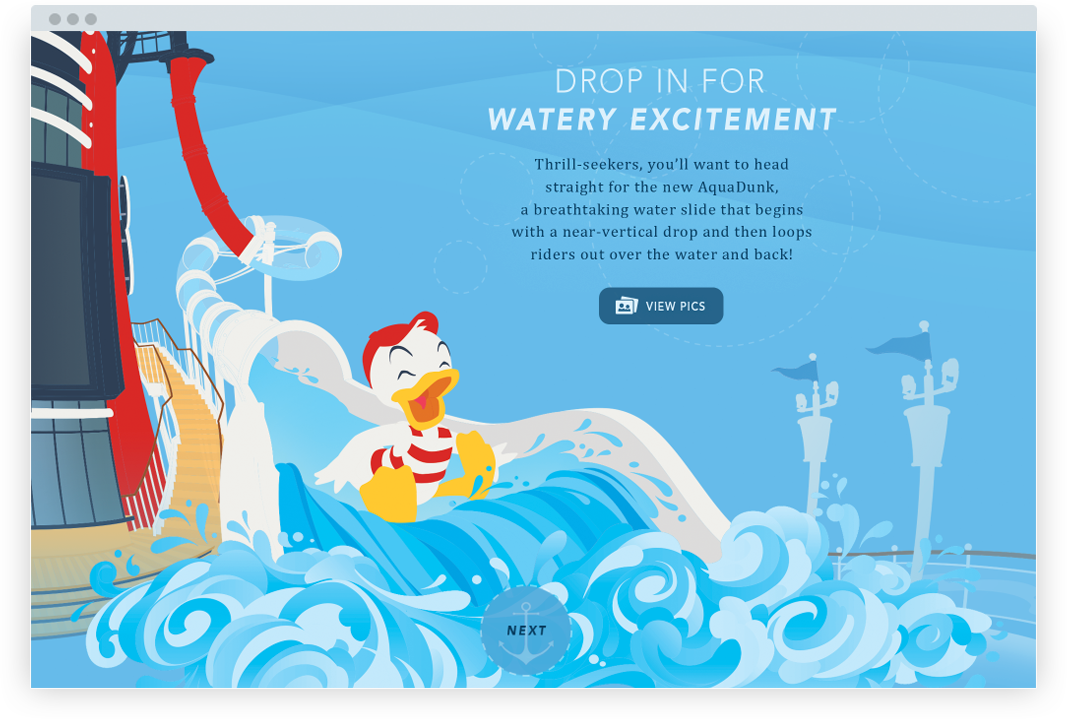 DROP IN FOR
WATERY EXCITEMENT
Thrill-seekers, you'll want to head
straight for the new AquaDunk,
a breathtaking water slide that begins
with a near-vertical drop and then loops
riders out over the water and back!
VIEW PICS
NEXT